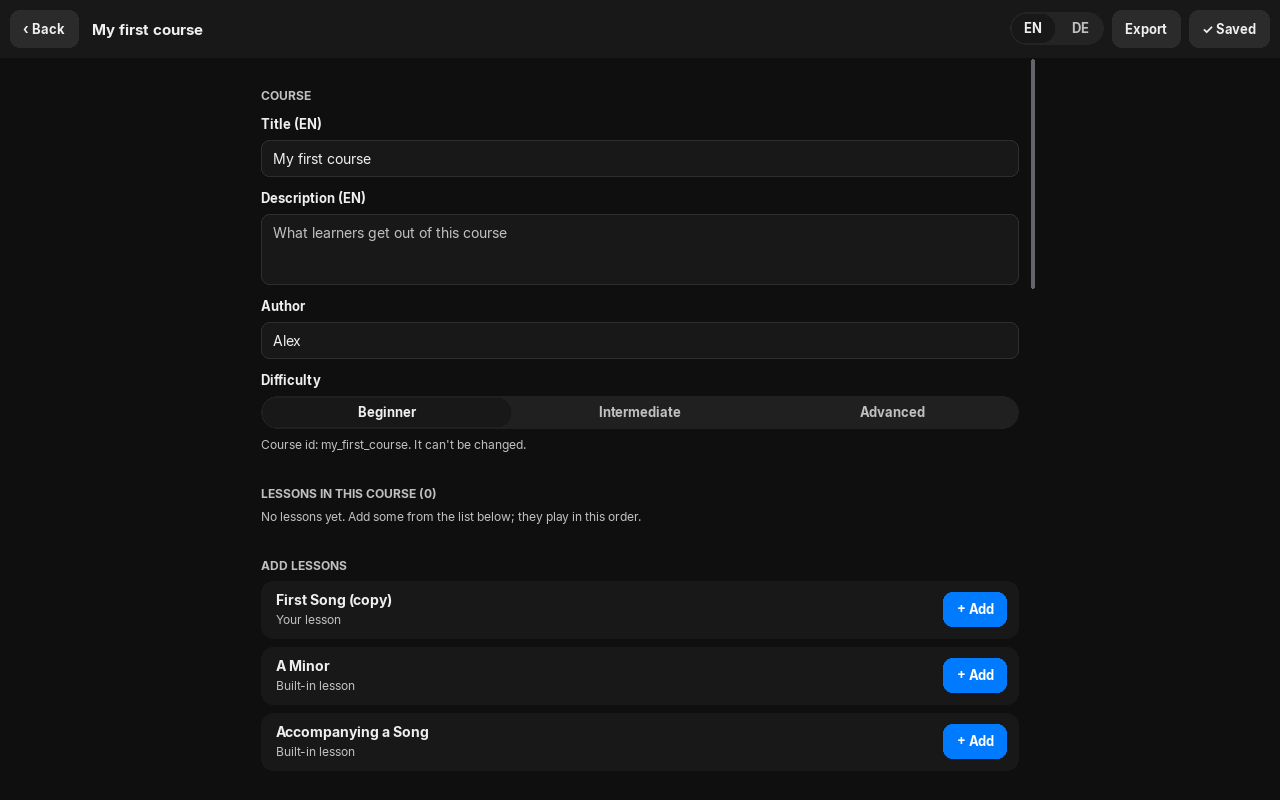 ‹ Back
My first course
EN
DE
Export
✓ Saved
COURSE
Title (EN)
My first course
Description (EN)
What learners get out of this course
Author
Alex
Difficulty
Beginner
Intermediate
Advanced
Course id: my_first_course. It can't be changed.
LESSONS IN THIS COURSE (0)
No lessons yet. Add some from the list below; they play in this order.
ADD LESSONS
First Song (copy)
Your lesson
+ Add
A Minor
Built-in lesson
+ Add
Accompanying a Song
Built-in lesson
+ Add